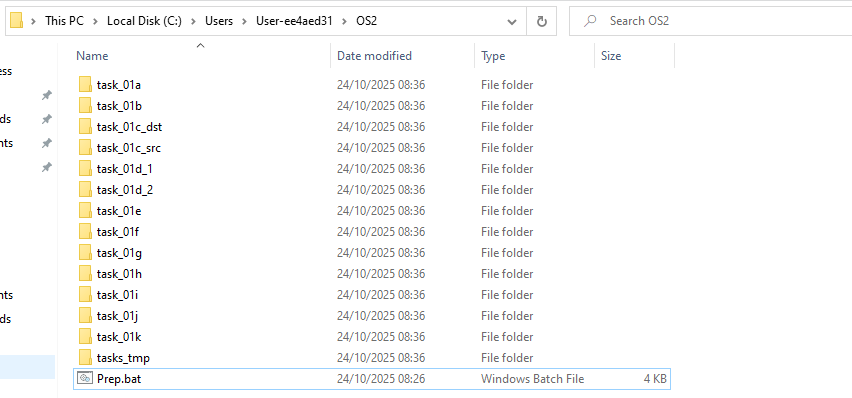 This PC > Local Disk (C:) > Users > User-ee4aed31 > OS2
Search OS2
Name Date modified Type Size
ess
ds
nts
nts
ds
task_01a 24/10/2025 08:36 File folder
task_01b 24/10/2025 08:36 File folder
task_01c_dst 24/10/2025 08:36 File folder
task_01c_src 24/10/2025 08:36 File folder
task_01d_1 24/10/2025 08:36 File folder
task_01d_2 24/10/2025 08:36 File folder
task_01e 24/10/2025 08:36 File folder
task_01f 24/10/2025 08:36 File folder
task_01g 24/10/2025 08:36 File folder
task_01h 24/10/2025 08:36 File folder
task_01i 24/10/2025 08:36 File folder
task_01j 24/10/2025 08:36 File folder
task_01k 24/10/2025 08:36 File folder
tasks_tmp 24/10/2025 08:36 File folder
Prep.bat 24/10/2025 08:26 Windows Batch File 4 KB